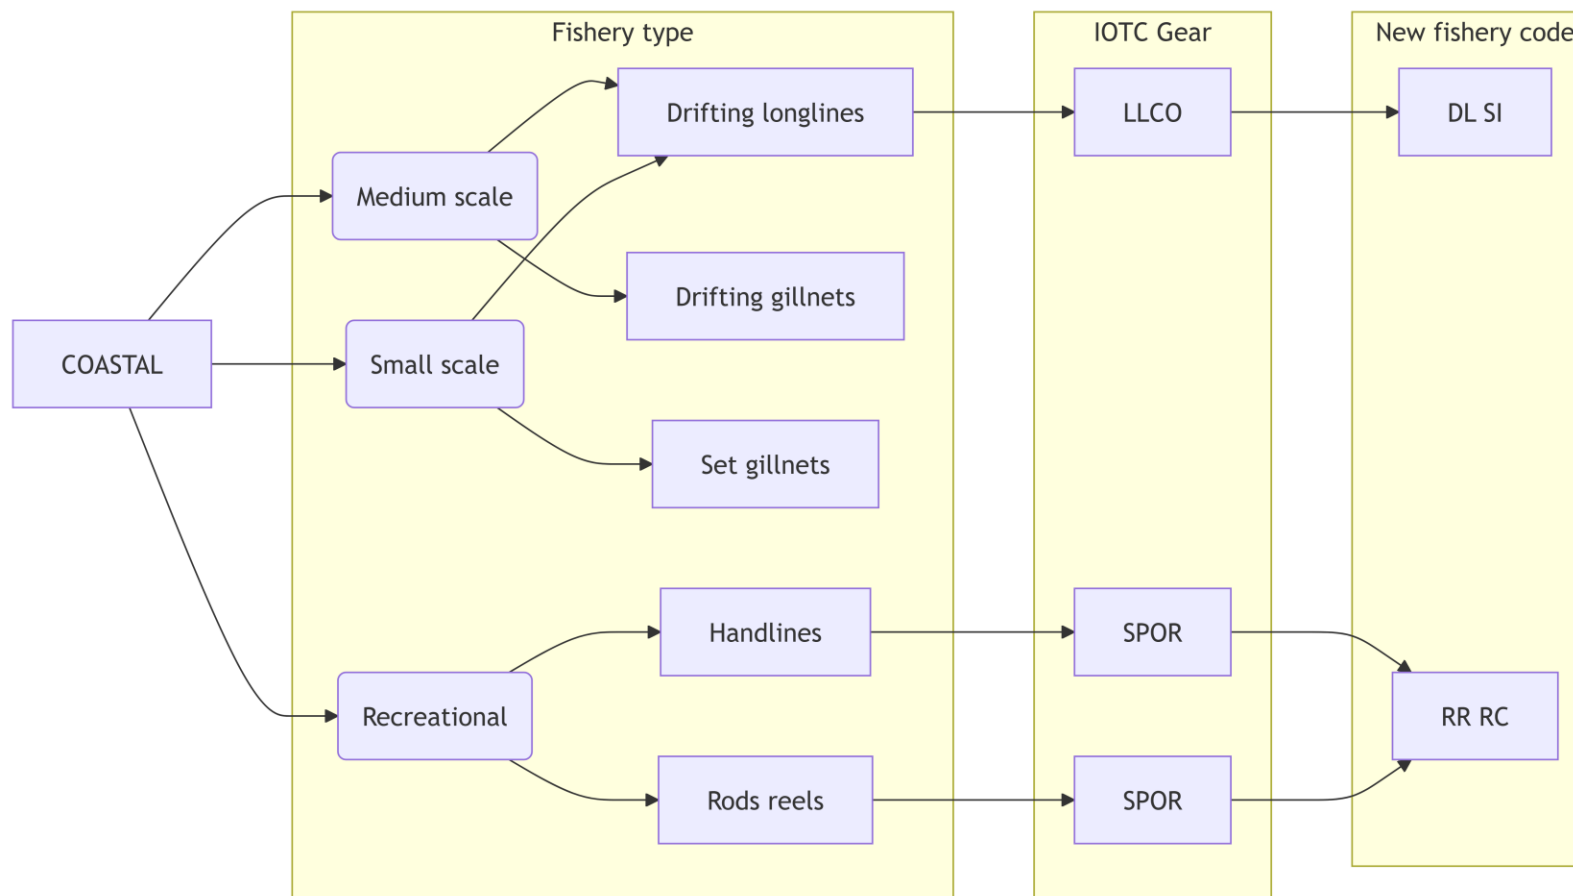 Fishery type
IOTC Gear
New fishery code
Drifting longlines
LLCO
DL SI
Medium scale
Drifting gillnets
COASTAL
Small scale
Set gillnets
Handlines
SPOR
Recreational
RR RC
Rods reels
SPOR